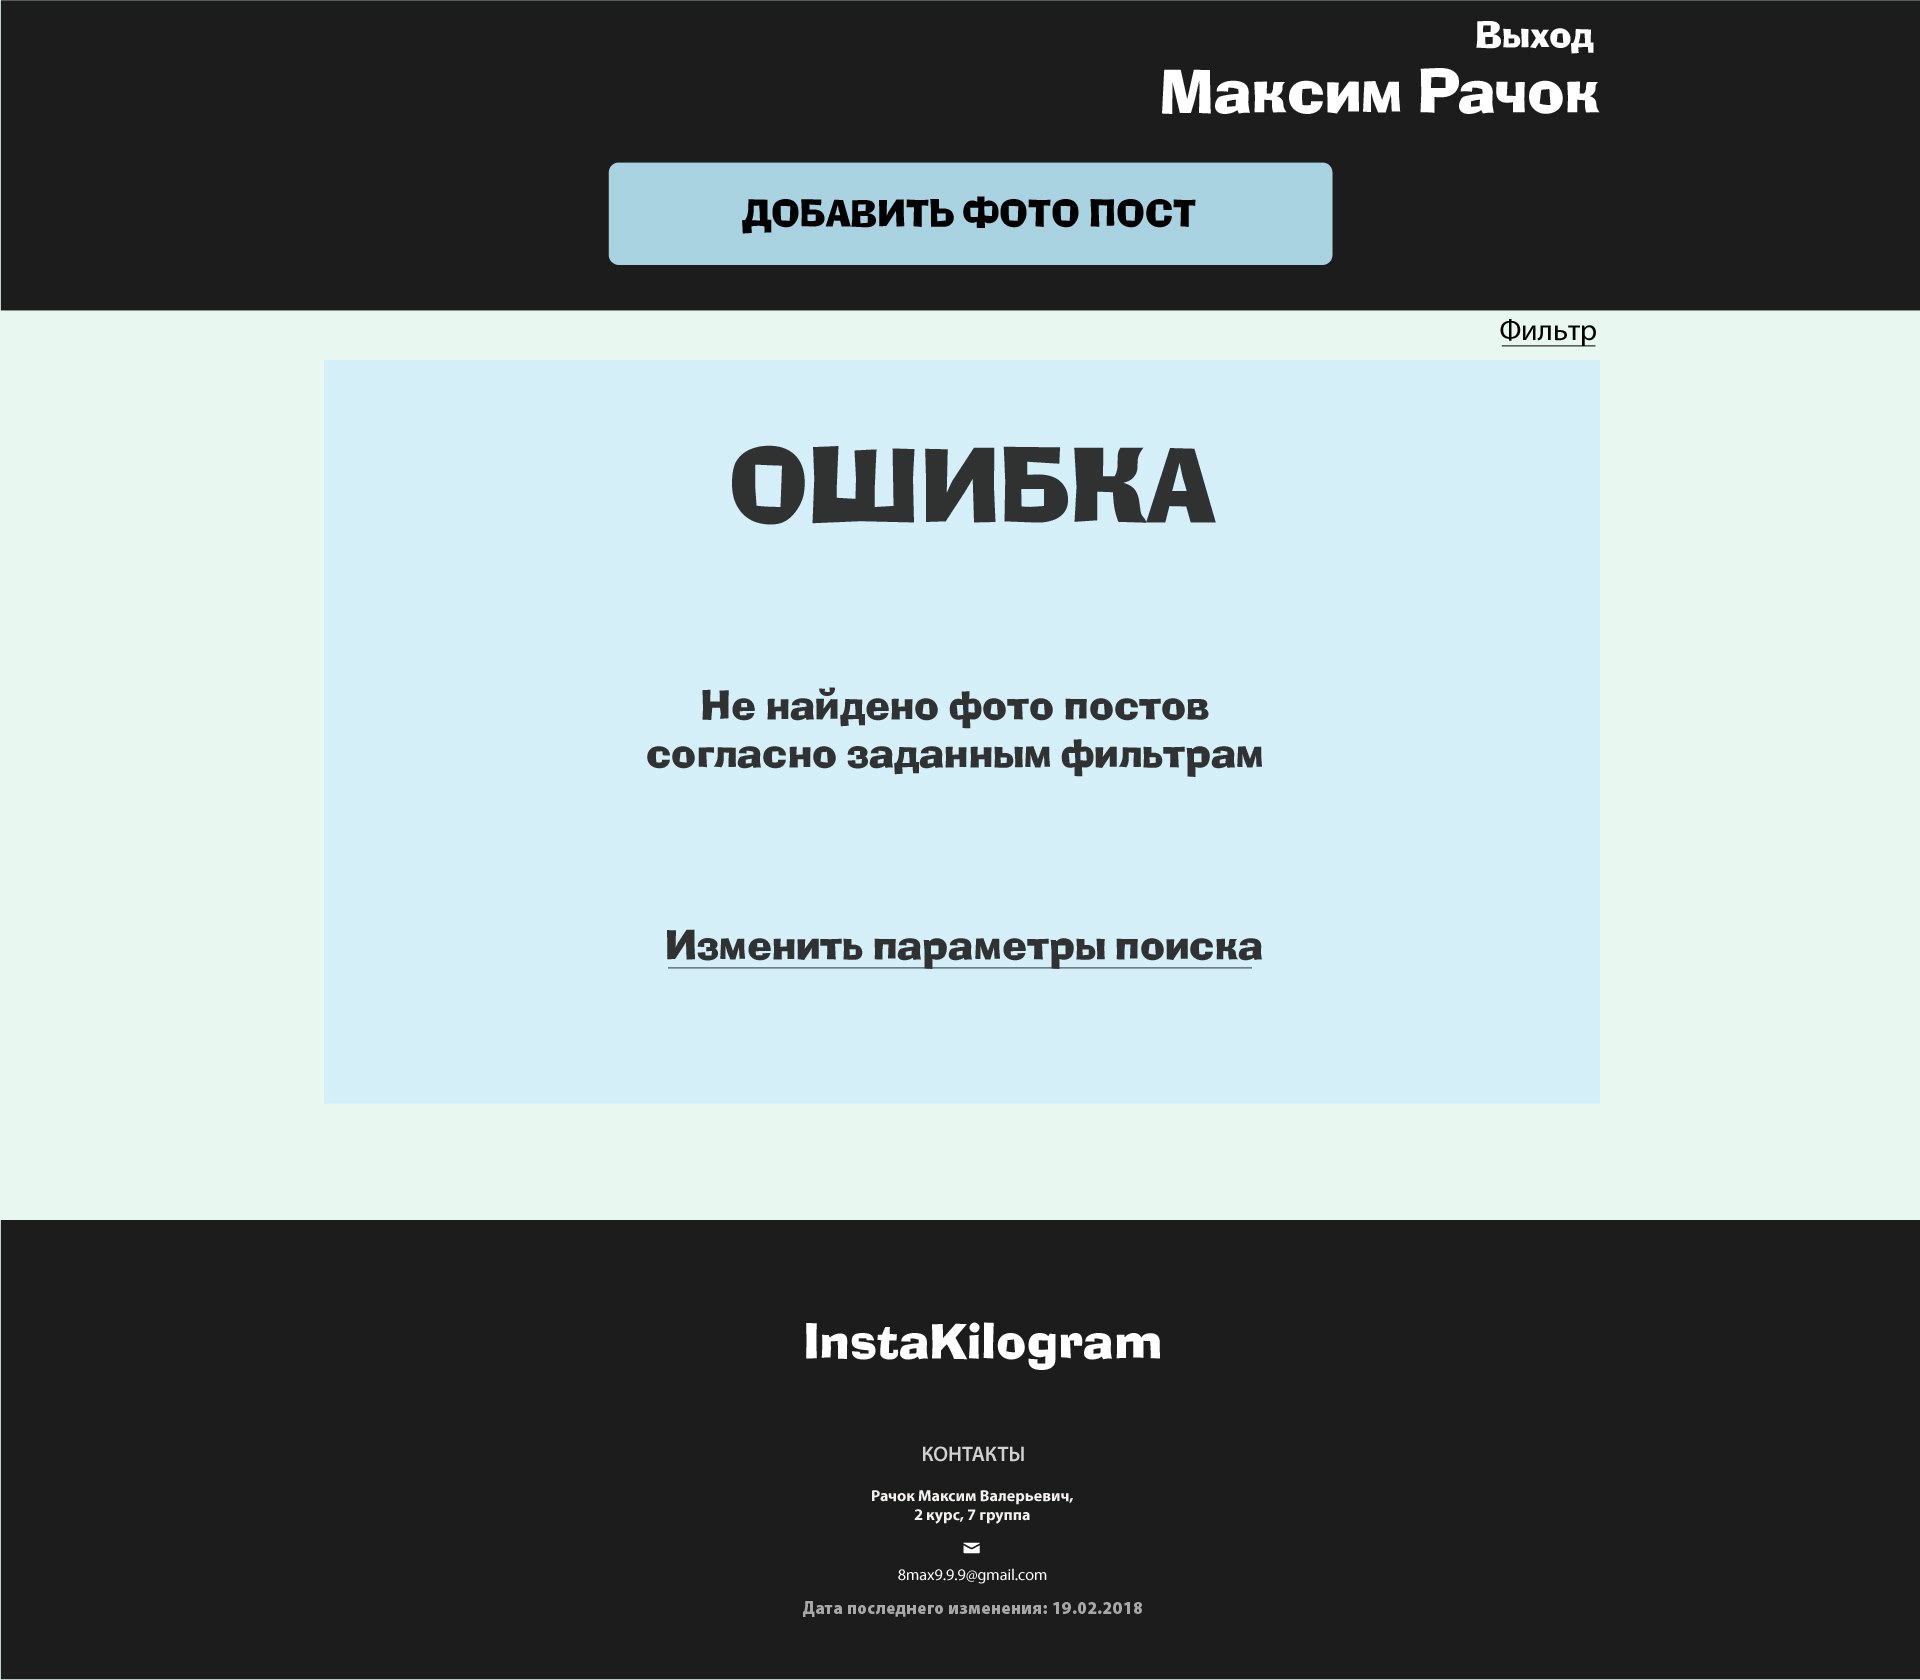 Выход
Максим Рачок
ДОБАВИТЬ ФОТО ПОСТ
Фильтр
ОШИБКА
Не найдено фото постов
согласно заданным фильтрам
Изменить параметры поиска
InstaKilogram
КОНТАКТЫ
Рачок Максим Валерьевич,
2 курс, 7 группа
8max9.9.9@gmail.com
Дата последнего изменения: 19.02.2018